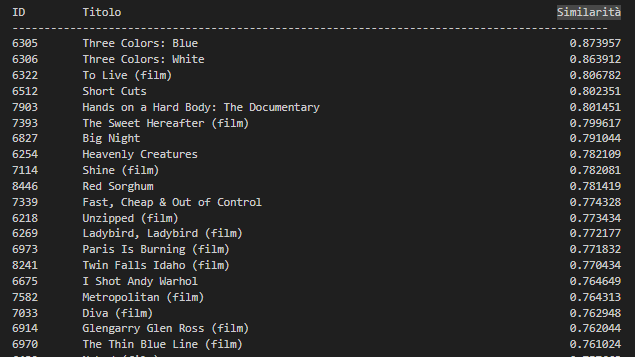 ID Titolo Similarità
--------------------------------------------------------------------------------------------
6305 Three Colors: Blue 0.873957
6306 Three Colors: White 0.863912
6322 To Live (film) 0.806782
6512 Short Cuts 0.802351
7903 Hands on a Hard Body: The Documentary 0.801451
7393 The Sweet Hereafter (film) 0.799617
6827 Big Night 0.791044
6254 Heavenly Creatures 0.782109
7114 Shine (film) 0.782081
8446 Red Sorghum 0.781419
7339 Fast, Cheap & Out of Control 0.774328
6218 Unzipped (film) 0.773434
6269 Ladybird, Ladybird (film) 0.772177
6973 Paris Is Burning (film) 0.771832
8241 Twin Falls Idaho (film) 0.770434
6675 I Shot Andy Warhol 0.764649
7582 Metropolitan (film) 0.764313
7033 Diva (film) 0.762948
6914 Glengarry Glen Ross (film) 0.762044
6970 The Thin Blue Line (film) 0.761024